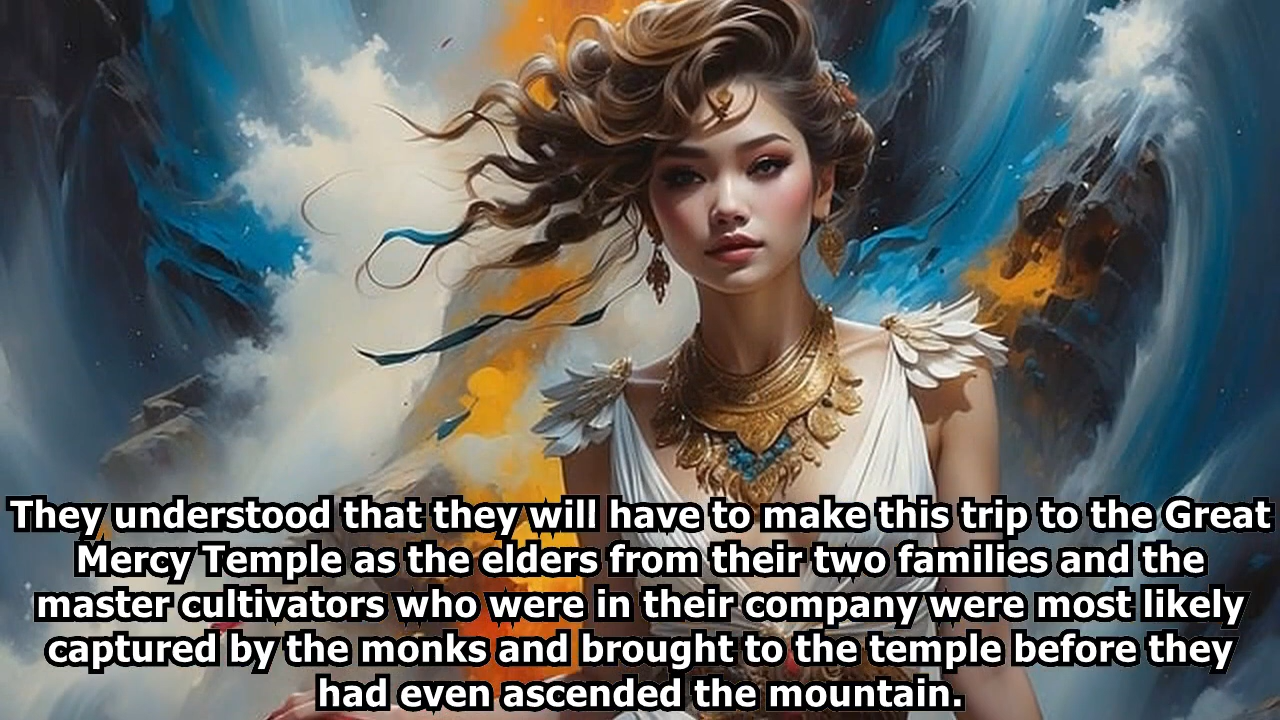 They understood that they will have to make this trip to the Great
Mercy Temple as the elders from their two families and the
master cultivators who were in their company were most likely
captured by the monks and brought to the temple before they
had even ascended the mountain.